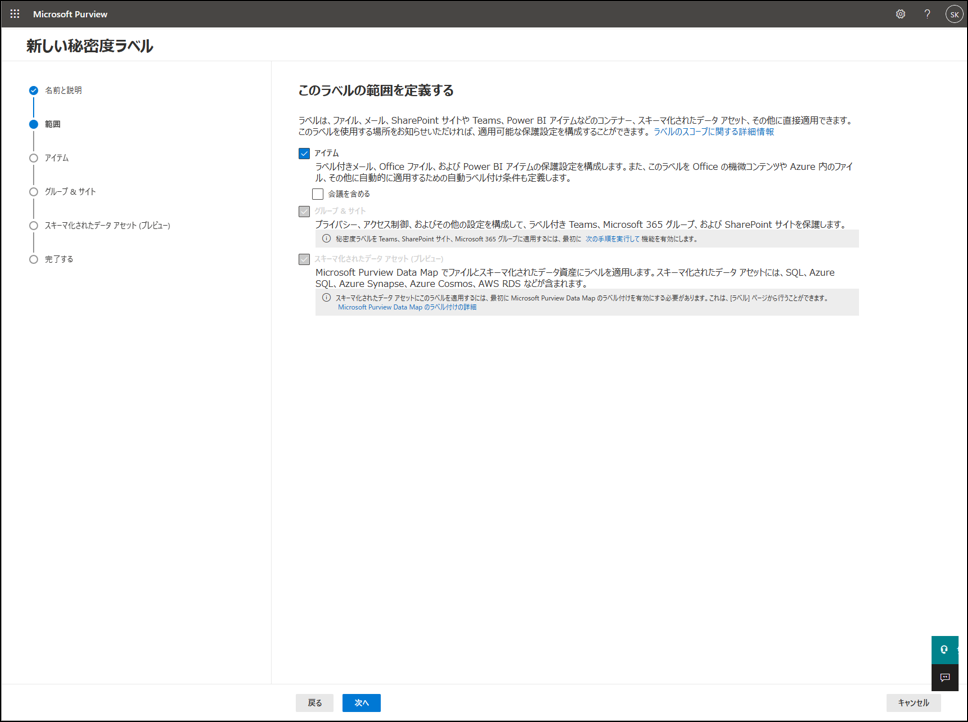 Microsoft Purview
?
SK
新しい秘密度ラベル
名前と説明
範囲
アイテム
グループ & サイト
スキーマ化されたデータ アセット (プレビュー)
完了する
このラベルの範囲を定義する
ラベルは、ファイル、メール、SharePoint サイトや Teams、Power BI アイテムなどのコンテナー、スキーマ化されたデータ アセット、その他に直接適用できます。
このラベルを使用する場所をお知らせいただければ、適用可能な保護設定を構成することができます。 ラベルのスコープに関する詳細情報
アイテム
ラベル付きメール、Office ファイル、および Power BI アイテムの保護設定を構成します。また、このラベルを Office の機微コンテンツや Azure 内のファイ
ル、その他に自動的に適用するための自動ラベル付け条件も定義します。
会議を含める
グループ & サイト
プライバシー、アクセス制御、およびその他の設定を構成して、ラベル付き Teams、Microsoft 365 グループ、および SharePoint サイトを保護します。
秘密度ラベルを Teams、SharePoint サイト、Microsoft 365 グループに適用するには、最初に 次の手順を実行して 機能を有効にします。
スキーマ化されたデータ アセット (プレビュー)
Microsoft Purview Data Map でファイルとスキーマ化されたデータ資産にラベルを適用します。スキーマ化されたデータ アセットには、SQL、Azure
SQL、Azure Synapse、Azure Cosmos、AWS RDS などが含まれます。
スキーマ化されたデータ アセットにこのラベルを適用するには、最初に Microsoft Purview Data Map のラベル付けを有効にする必要があります。これは、[ラベル] ページから行うことができます。
Microsoft Purview Data Map のラベル付けの詳細
戻る
次へ
キャンセル